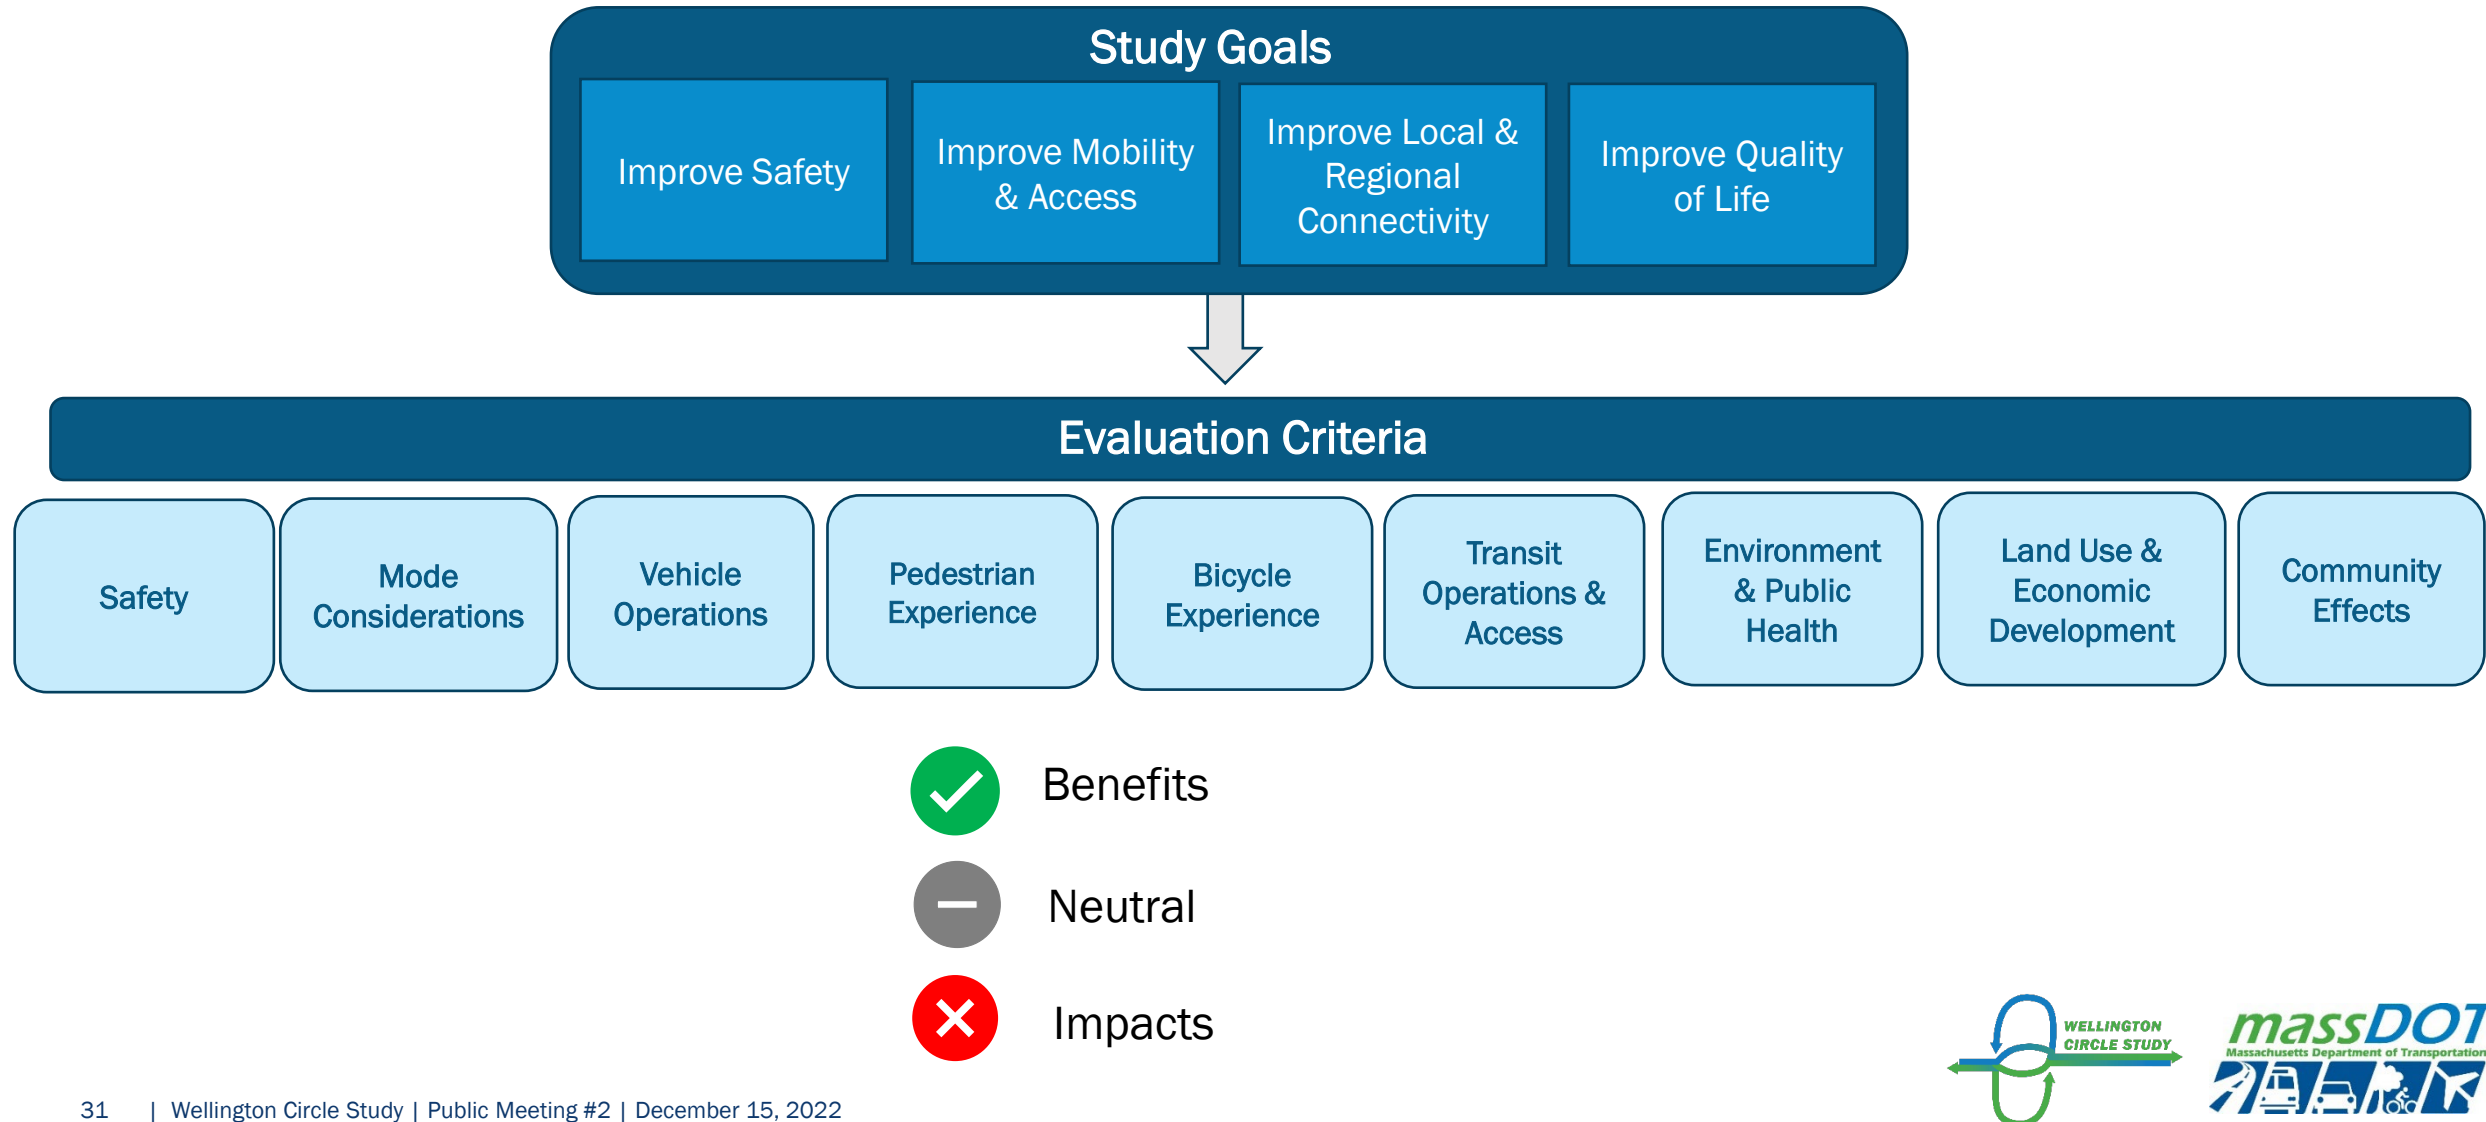 Study Goals
Improve Safety
Improve Mobility
& Access
Improve Local &
Regional
Connectivity
Improve Quality
of Life
Evaluation Criteria
Safety
Mode
Considerations
Vehicle
Operations
Pedestrian
Experience
Bicycle
Experience
Transit
Operations &
Access
Environment
& Public
Health
Land Use &
Economic
Development
Community
Effects
Benefits
Neutral
Impacts
WELLINGTON
CIRCLE STUDY
massDOT
Massachusetts Department of Transportation
31 | Wellington Circle Study | Public Meeting #2 | December 15, 2022